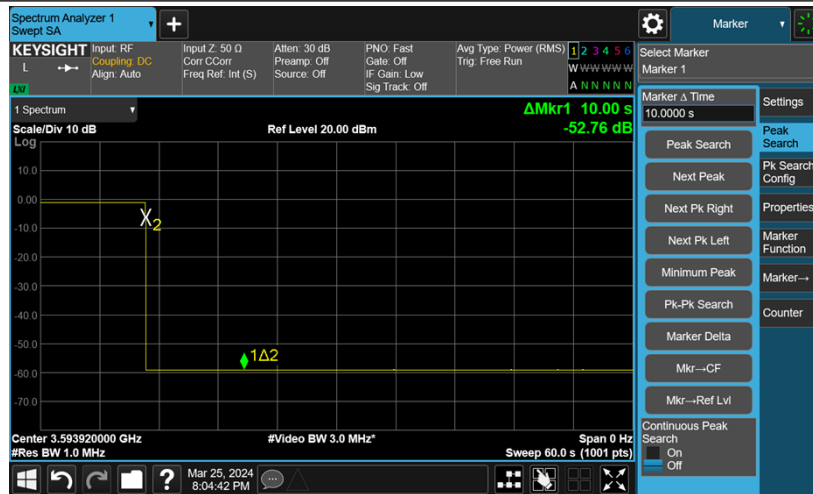 Spectrum Analyzer 1
Swept SA
+
Marker
KEYSIGHT
L
LXI
Input: RF
Coupling: DC
Align: Auto
Input Z: 50 Ω
Corr CCorr
Freq Ref: Int (S)
Atten: 30 dB
Preamp: Off
Source: Off
PNO: Fast
Gate: Off
IF Gain: Low
Sig Track: Off
Avg Type: Power (RMS)
Trig: Free Run
1 2 3 4 5 6
W W W W W W
A N N N N N
Select Marker
Marker 1
1 Spectrum
Scale/Div 10 dB
Ref Level 20.00 dBm
ΔMkr1 10.00 s
-52.76 dB
Log
10.0
0.00
-10.0
-20.0
-30.0
-40.0
-50.0
-60.0
-70.0
X2
1Δ2
Center 3.593920000 GHz
#Res BW 1.0 MHz
#Video BW 3.0 MHz*
Span 0 Hz
Sweep 60.0 s (1001 pts)
Marker Δ Time
10.0000 s
Peak Search
Next Peak
Next Pk Right
Next Pk Left
Minimum Peak
Pk-Pk Search
Marker Delta
Mkr→CF
Mkr→Ref Lvl
Continuous Peak
Search
On
Off
Settings
Peak
Search
Pk Search
Config
Properties
Marker
Function
Marker→
Counter
?
Mar 25, 2024
8:04:42 PM